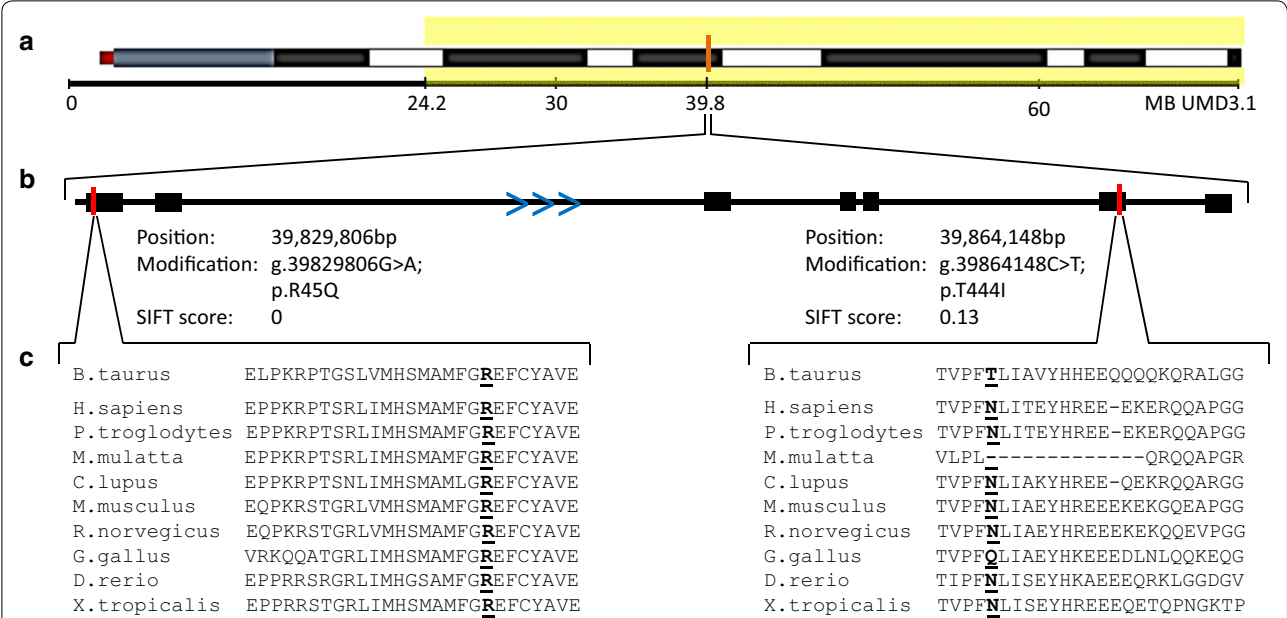 a
0 24.2 30 39.8 60 MB UMD3.1
b
Position: 39,829,806bp
Modification: g.39829806G>A;
p.R45Q
SIFT score: 0
Position: 39,864,148bp
Modification: g.39864148C>T;
p.T444I
SIFT score: 0.13
c
B.taurus ELPKRPTGSLVMHSMAMFGREFCYAVE
H.sapiens EPPKRPTSRLIMHSMAMFGREFCYAVE
P.troglodytes EPPKRPTSRLIMHSMAMFGREFCYAVE
M.mulatta EPPKRPTSRLIMHSMAMFGREFCYAVE
C.lupus EPPKRPTSNLIMHSMAMLGREFCYAVE
M.musculus EQPKRSTGRLVMHSMAMFGREFCYAVE
R.norvegicus EQPKRSTGRLVMHSMAMFGREFCYAVE
G.gallus VRKQQATGRLIMHSMAMFGREFCYAVE
D.rerio EPPRRSRGRLIMHGSAMFGREFCYAVE
X.tropicalis EPPRRSTGRLIMHSMAMFGREFCYAVE
B.taurus TVPFTLIAVYHHEEQQQQKQRALGG
H.sapiens TVPFNLITEYHREE-EKERQQAPGG
P.troglodytes TVPFNLITEYHREE-EKERQQAPGG
M.mulatta VLPL-------------QRQQAPGR
C.lupus TVPFNLIAKYHREE-QEKRQQARGG
M.musculus TVPFNLIAEYHREEEKEKGQEAPGG
R.norvegicus TVPFNLIAEYHREEEKEKQQEVPGG
G.gallus TVPFQLIAEYHKEEEDLNLQQKEQG
D.rerio TIPFNLISEYHKAEEEQRKLGGDGV
X.tropicalis TVPFNLISEYHREEEQETQPNGKTP